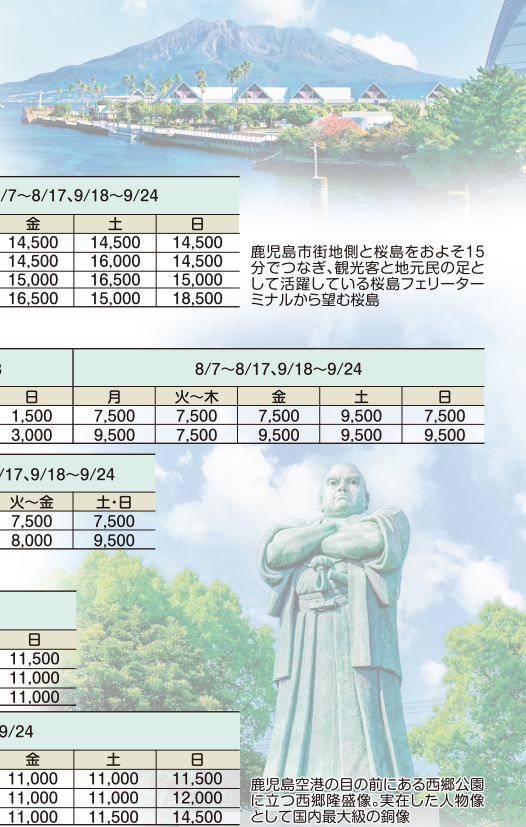 /7～8/17、9/18～9/24
金 土 日
14,500 14,500 14,500
14,500 16,000 14,500
15,000 16,500 15,000
16,500 15,000 18,500
鹿児島市街地側と桜島をおよそ15
分でつなぎ、観光客と地元民の足と
して活躍している桜島フェリーター
ミナルから望む桜島
8/7～8/17、9/18～9/24
日 月 火～木 金 土 日
1,500 7,500 7,500 7,500 9,500 7,500
3,000 9,500 7,500 9,500 9,500 9,500
/17、9/18～9/24
火～金 土・日
7,500 7,500
8,000 9,500
日
11,500
11,000
11,000
9/24
金 土 日
11,000 11,000 11,500
11,000 11,000 12,000
11,000 11,500 14,500
鹿児島空港の目の前にある西郷公園
に立つ西郷隆盛像。実在した人物像
として国内最大級の銅像